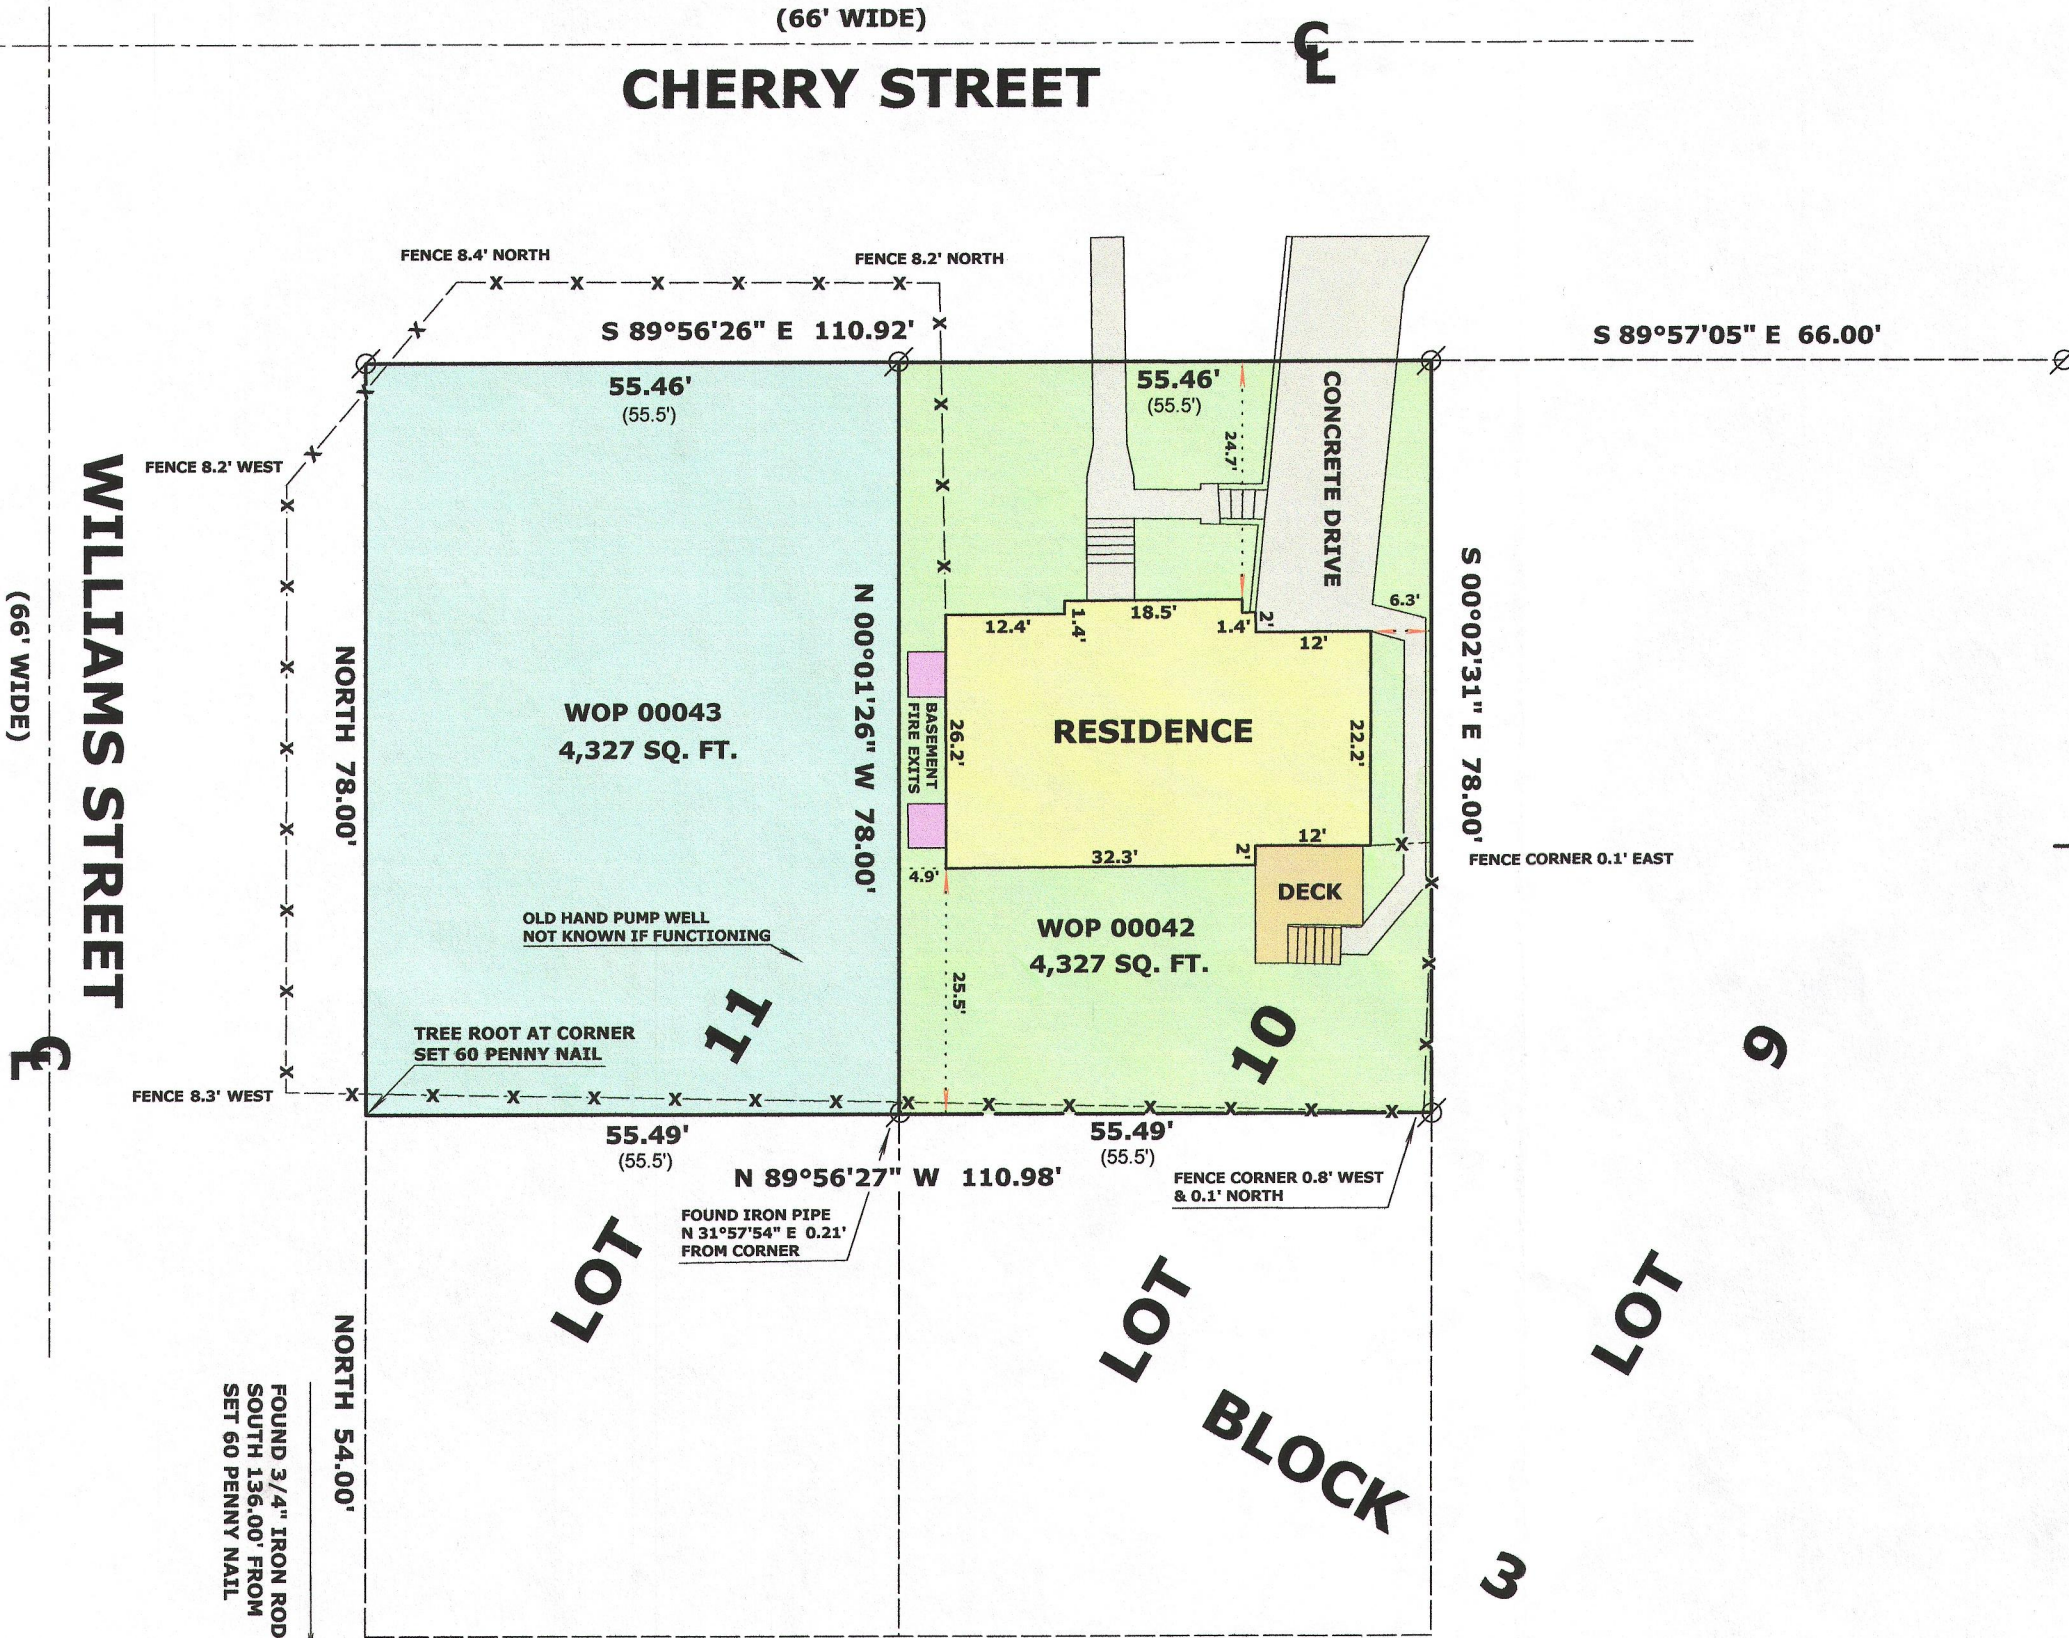 (66' WIDE)
CL
CHERRY STREET
FENCE 8.4' NORTH
FENCE 8.2' NORTH
S 89°56'26" E 110.92'
S 89°57'05" E 66.00'
55.46'
(55.5')
55.46'
(55.5')
24.7'
CONCRETE DRIVE
FENCE 8.2' WEST
WILLIAMS STREET
(66' WIDE)
CL
NORTH 78.00'
N 00°01'26" W 78.00'
S 00°02'31" E 78.00'
6.3'
12.4'
1.4'
18.5'
1.4'
2'
12'
WOP 00043
4,327 SQ. FT.
BASEMENT
FIRE EXITS
26.2'
RESIDENCE
22.2'
12'
2'
32.3'
4.9'
FENCE CORNER 0.1' EAST
DECK
OLD HAND PUMP WELL
NOT KNOWN IF FUNCTIONING
WOP 00042
4,327 SQ. FT.
25.5'
TREE ROOT AT CORNER
SET 60 PENNY NAIL
FENCE 8.3' WEST
55.49'
(55.5')
55.49'
(55.5')
N 89°56'27" W 110.98'
FENCE CORNER 0.8' WEST
& 0.1' NORTH
FOUND IRON PIPE
N 31°57'54" E 0.21'
FROM CORNER
LOT 11
LOT 10
LOT 9
BLOCK 3
NORTH 54.00'
FOUND 3/4" IRON ROD
SOUTH 136.00' FROM
SET 60 PENNY NAIL